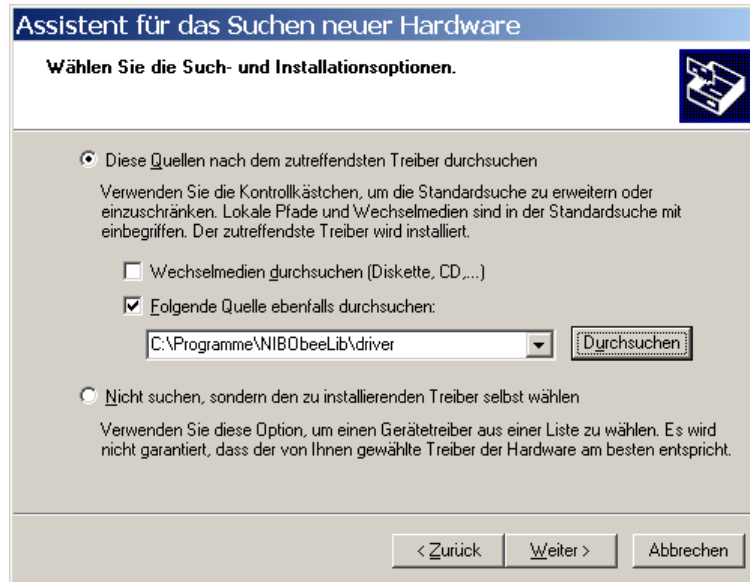 Assistent für das Suchen neuer Hardware
Wählen Sie die Such- und Installationsoptionen.
Diese Quellen nach dem zutreffendsten Treiber durchsuchen
Verwenden Sie die Kontrollkästchen, um die Standardsuche zu erweitern oder
einzuschränken. Lokale Pfade und Wechselmedien sind in der Standardsuche mit
einbegriffen. Der zutreffendste Treiber wird installiert.
Wechselmedien durchsuchen (Diskette, CD,...)
Folgende Quelle ebenfalls durchsuchen:
C:\Programme\NIBObeeLib\driver
Durchsuchen
Nicht suchen, sondern den zu installierenden Treiber selbst wählen
Verwenden Sie diese Option, um einen Gerätetreiber aus einer Liste zu wählen. Es wird
nicht garantiert, dass der von Ihnen gewählte Treiber der Hardware am besten entspricht.
< Zurück Weiter > Abbrechen